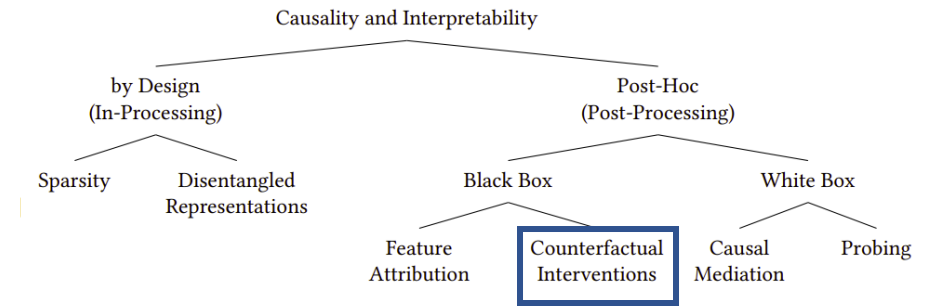 Causality and Interpretability
by Design
(In-Processing)
Post-Hoc
(Post-Processing)
Sparsity
Disentangled
Representations
Black Box
White Box
Feature
Attribution
Counterfactual
Interventions
Causal
Mediation
Probing